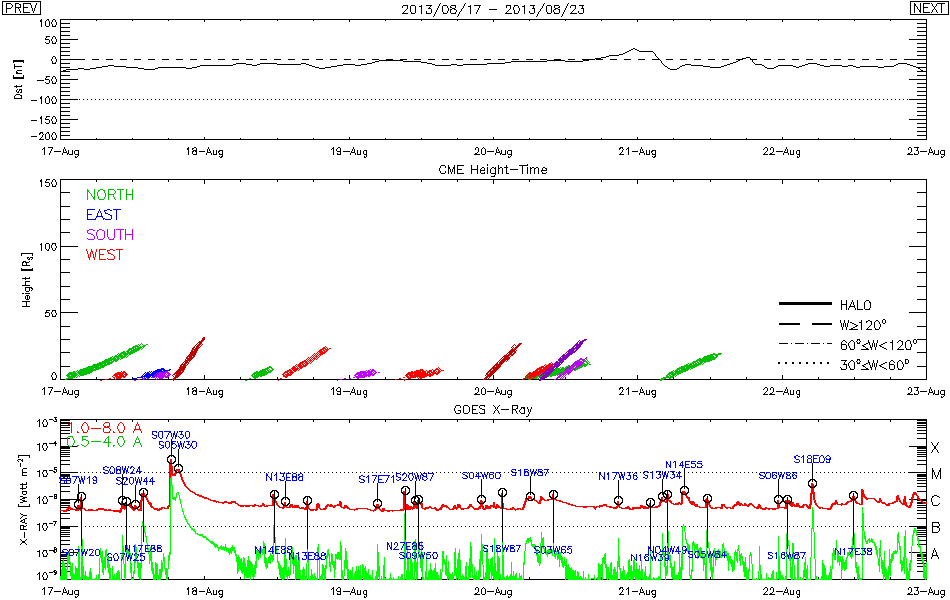 PREV 2013/08/17 – 2013/08/23 NEXT
100
50
0
−50
−100
−150
−200
Dst [nT]
17–Aug 18–Aug 19–Aug 20–Aug 21–Aug 22–Aug 23–Aug
CME Height–Time
150
100
50
0
Height [Rs]
NORTH
EAST
SOUTH
WEST
HALO
W≥120°
60°≤W<120°
30°≤W<60°
17–Aug 18–Aug 19–Aug 20–Aug 21–Aug 22–Aug 23–Aug
GOES X–Ray
10−3
10−4
10−5
10−6
10−7
10−8
10−9
X–RAY [Watt m−2]
1.0–8.0 A
0.5–4.0 A
X
M
C
B
A
S07W30
S05W30
S07W19
S08W24
S20W44
N13E88
S17E71
S20W87
S04W60
S18W87
N17W36
S13W34
N14E55
S06W86
S18E09
S07W20
S07W25
N17E88
N14E88
N13E88
N27E85
S09W50
S18W87
S03W65
N04W49
S05W84
S16W87
N17E38
17–Aug 18–Aug 19–Aug 20–Aug 21–Aug 22–Aug 23–Aug